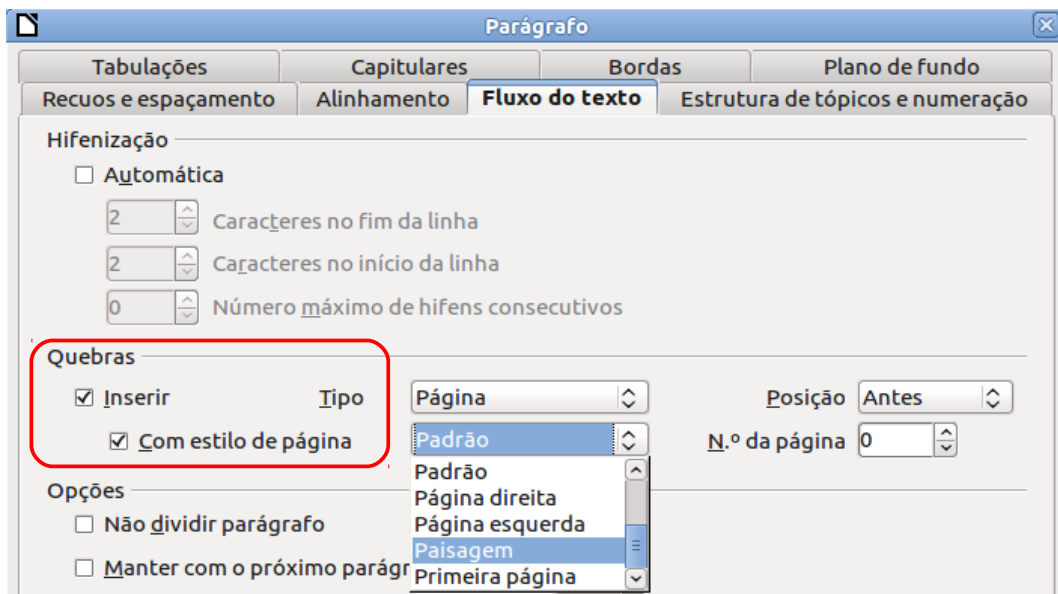 Parágrafo
Tabulações Capitulares Bordas Plano de fundo
Recuos e espaçamento Alinhamento Fluxo do texto Estrutura de tópicos e numeração
Hifenização
Automática
2 Caracteres no fim da linha
2 Caracteres no início da linha
0 Número máximo de hifens consecutivos
Quebras
Inserir Tipo Página Posição Antes
Com estilo de página Padrão N.º da página 0
Padrão
Opções Página direita
Não dividir parágrafo Página esquerda
Paisagem
Manter com o próximo parágr Primeira página